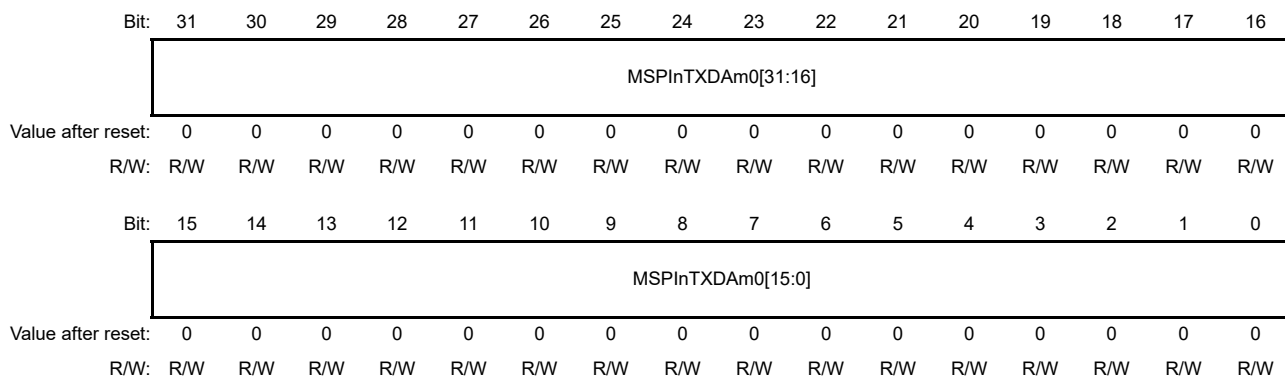 Bit: 31 30 29 28 27 26 25 24 23 22 21 20 19 18 17 16
MSPInTXDAm0[31:16]
Value after reset: 0 0 0 0 0 0 0 0 0 0 0 0 0 0 0 0
R/W: R/W R/W R/W R/W R/W R/W R/W R/W R/W R/W R/W R/W R/W R/W R/W R/W
Bit: 15 14 13 12 11 10 9 8 7 6 5 4 3 2 1 0
MSPInTXDAm0[15:0]
Value after reset: 0 0 0 0 0 0 0 0 0 0 0 0 0 0 0 0
R/W: R/W R/W R/W R/W R/W R/W R/W R/W R/W R/W R/W R/W R/W R/W R/W R/W